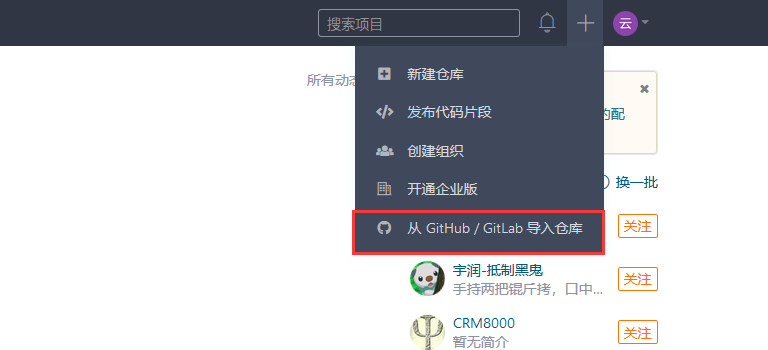 搜索项目
云
新建仓库
所有动态
发布代码片段
的配
创建组织
开通企业版
换一批
从 GitHub / GitLab 导入仓库
关注
宇润-抵制黑鬼
手持两把锟斤拷，口中...
关注
CRM8000
暂无简介
关注